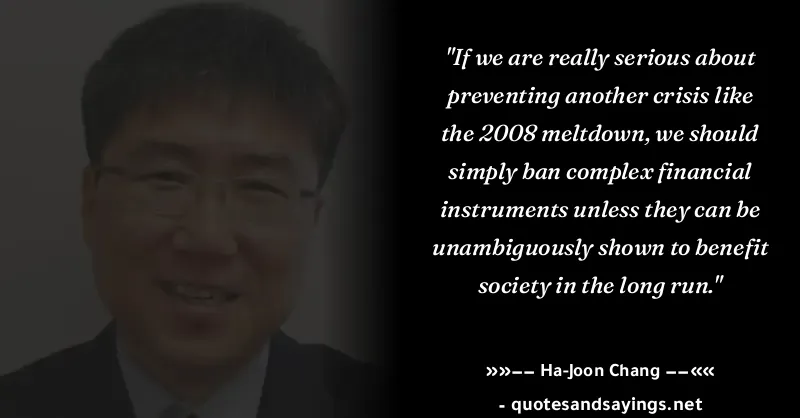 "If we are really serious about
preventing another crisis like
the 2008 meltdown, we should
simply ban complex financial
instruments unless they can be
unambiguously shown to benefit
society in the long run."
»»–– Ha-Joon Chang ––««
- quotesandsayings.net